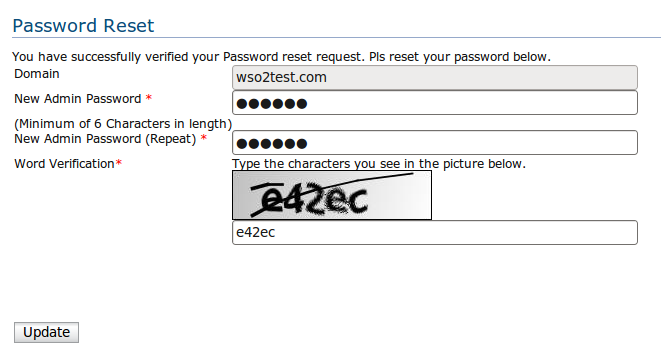 Password Reset
You have successfully verified your Password reset request. Pls reset your password below.
Domain wso2test.com
New Admin Password * ●●●●●●
(Minimum of 6 Characters in length)
New Admin Password (Repeat) * ●●●●●●
Word Verification* Type the characters you see in the picture below.
e42ec
e42ec
Update